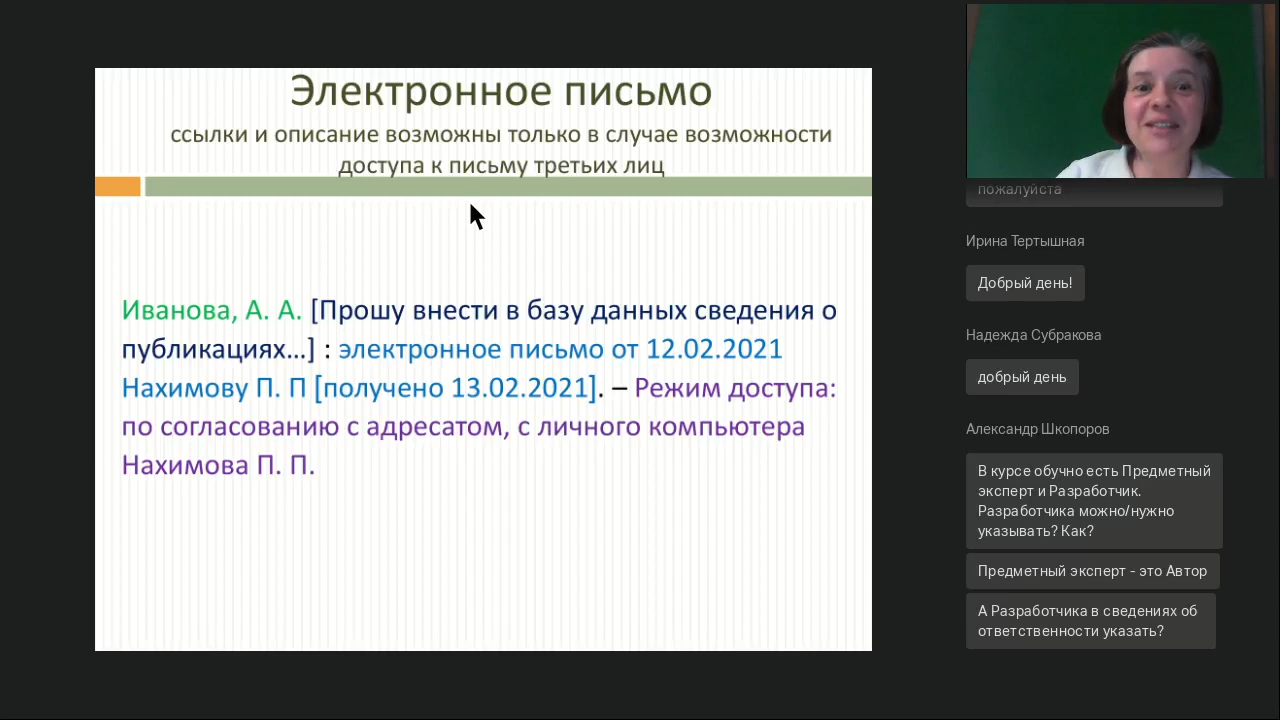 Электронное письмо
ссылки и описание возможны только в случае возможности
доступа к письму третьих лиц
Иванова, А. А. [Прошу внести в базу данных сведения о
публикациях...] : электронное письмо от 12.02.2021
Нахимову П. П [получено 13.02.2021]. – Режим доступа:
по согласованию с адресатом, с личного компьютера
Нахимова П. П.
пожалуйста
Ирина Тертышная
Добрый день!
Надежда Субракова
добрый день
Александр Шкопоров
В курсе обучно есть Предметный
эксперт и Разработчик.
Разработчика можно/нужно
указывать? Как?
Предметный эксперт - это Автор
А Разработчика в сведениях об
ответственности указать?